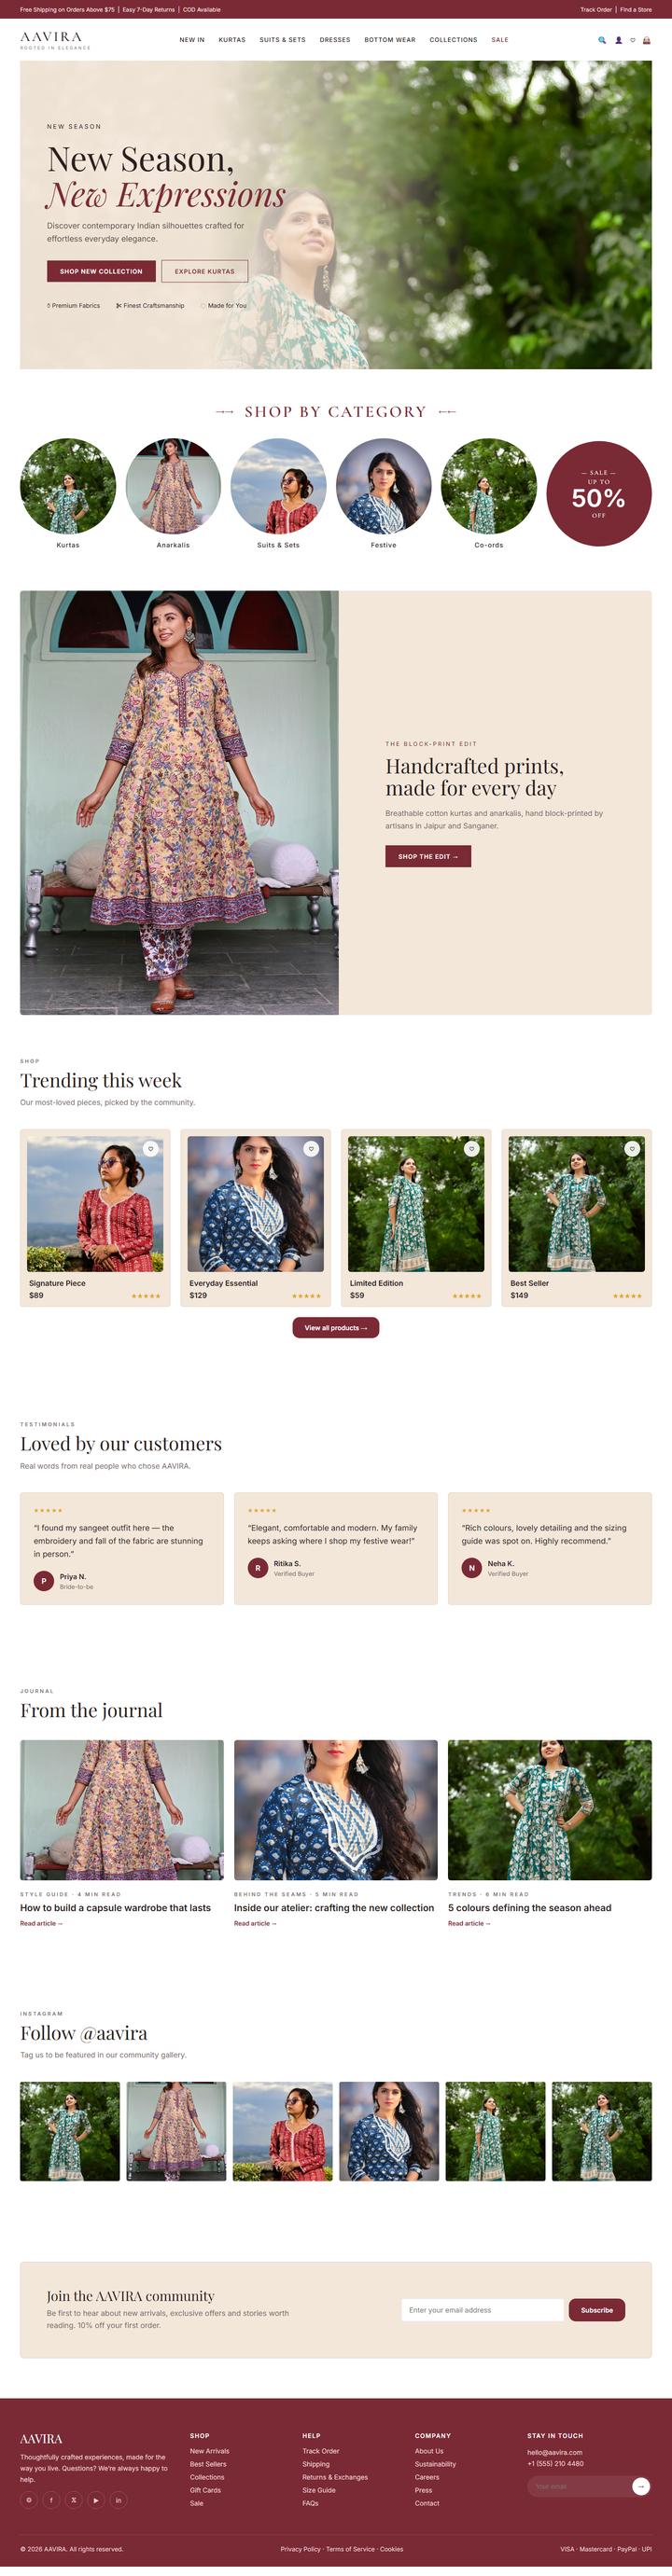 Free Shipping on Orders Above $75 | Easy 7-Day Returns | COD Available
Track Order | Find a Store
AAVIRA
ROOTED IN ELEGANCE
NEW IN KURTAS SUITS & SETS DRESSES BOTTOM WEAR COLLECTIONS SALE
NEW SEASON
New Season,
New Expressions
Discover contemporary Indian silhouettes crafted for
effortless everyday elegance.
SHOP NEW COLLECTION EXPLORE KURTAS
Premium Fabrics Finest Craftsmanship Made for You
SHOP BY CATEGORY
— SALE —
UP TO
50%
OFF
Kurtas Anarkalis Suits & Sets Festive Co-ords
THE BLOCK-PRINT EDIT
Handcrafted prints,
made for every day
Breathable cotton kurtas and anarkalis, hand block-printed by
artisans in Jaipur and Sanganer.
SHOP THE EDIT →
SHOP
Trending this week
Our most-loved pieces, picked by the community.
Signature Piece
$89 ★★★★★
Everyday Essential
$129 ★★★★★
Limited Edition
$59 ★★★★★
Best Seller
$149 ★★★★★
View all products →
TESTIMONIALS
Loved by our customers
Real words from real people who chose AAVIRA.
★★★★★
"I found my sangeet outfit here — the
embroidery and fall of the fabric are stunning
in person."
P
Priya N.
Bride-to-be
★★★★★
"Elegant, comfortable and modern. My family
keeps asking where I shop my festive wear!"
R
Ritika S.
Verified Buyer
★★★★★
"Rich colours, lovely detailing and the sizing
guide was spot on. Highly recommend."
N
Neha K.
Verified Buyer
JOURNAL
From the journal
STYLE GUIDE · 4 MIN READ
How to build a capsule wardrobe that lasts
Read article →
BEHIND THE SEAMS · 5 MIN READ
Inside our atelier: crafting the new collection
Read article →
TRENDS · 6 MIN READ
5 colours defining the season ahead
Read article →
INSTAGRAM
Follow @aavira
Tag us to be featured in our community gallery.
Join the AAVIRA community
Be first to hear about new arrivals, exclusive offers and stories worth
reading. 10% off your first order.
Enter your email address
Subscribe
AAVIRA
Thoughtfully crafted experiences, made for the
way you live. Questions? We're always happy to
help.
f 𝕏 ▶ in
SHOP
New Arrivals
Best Sellers
Collections
Gift Cards
Sale
HELP
Track Order
Shipping
Returns & Exchanges
Size Guide
FAQs
COMPANY
About Us
Sustainability
Careers
Press
Contact
STAY IN TOUCH
hello@aavira.com
+1 (555) 210 4480
Your email
→
© 2026 AAVIRA. All rights reserved.
Privacy Policy · Terms of Service · Cookies
VISA · Mastercard · PayPal · UPI